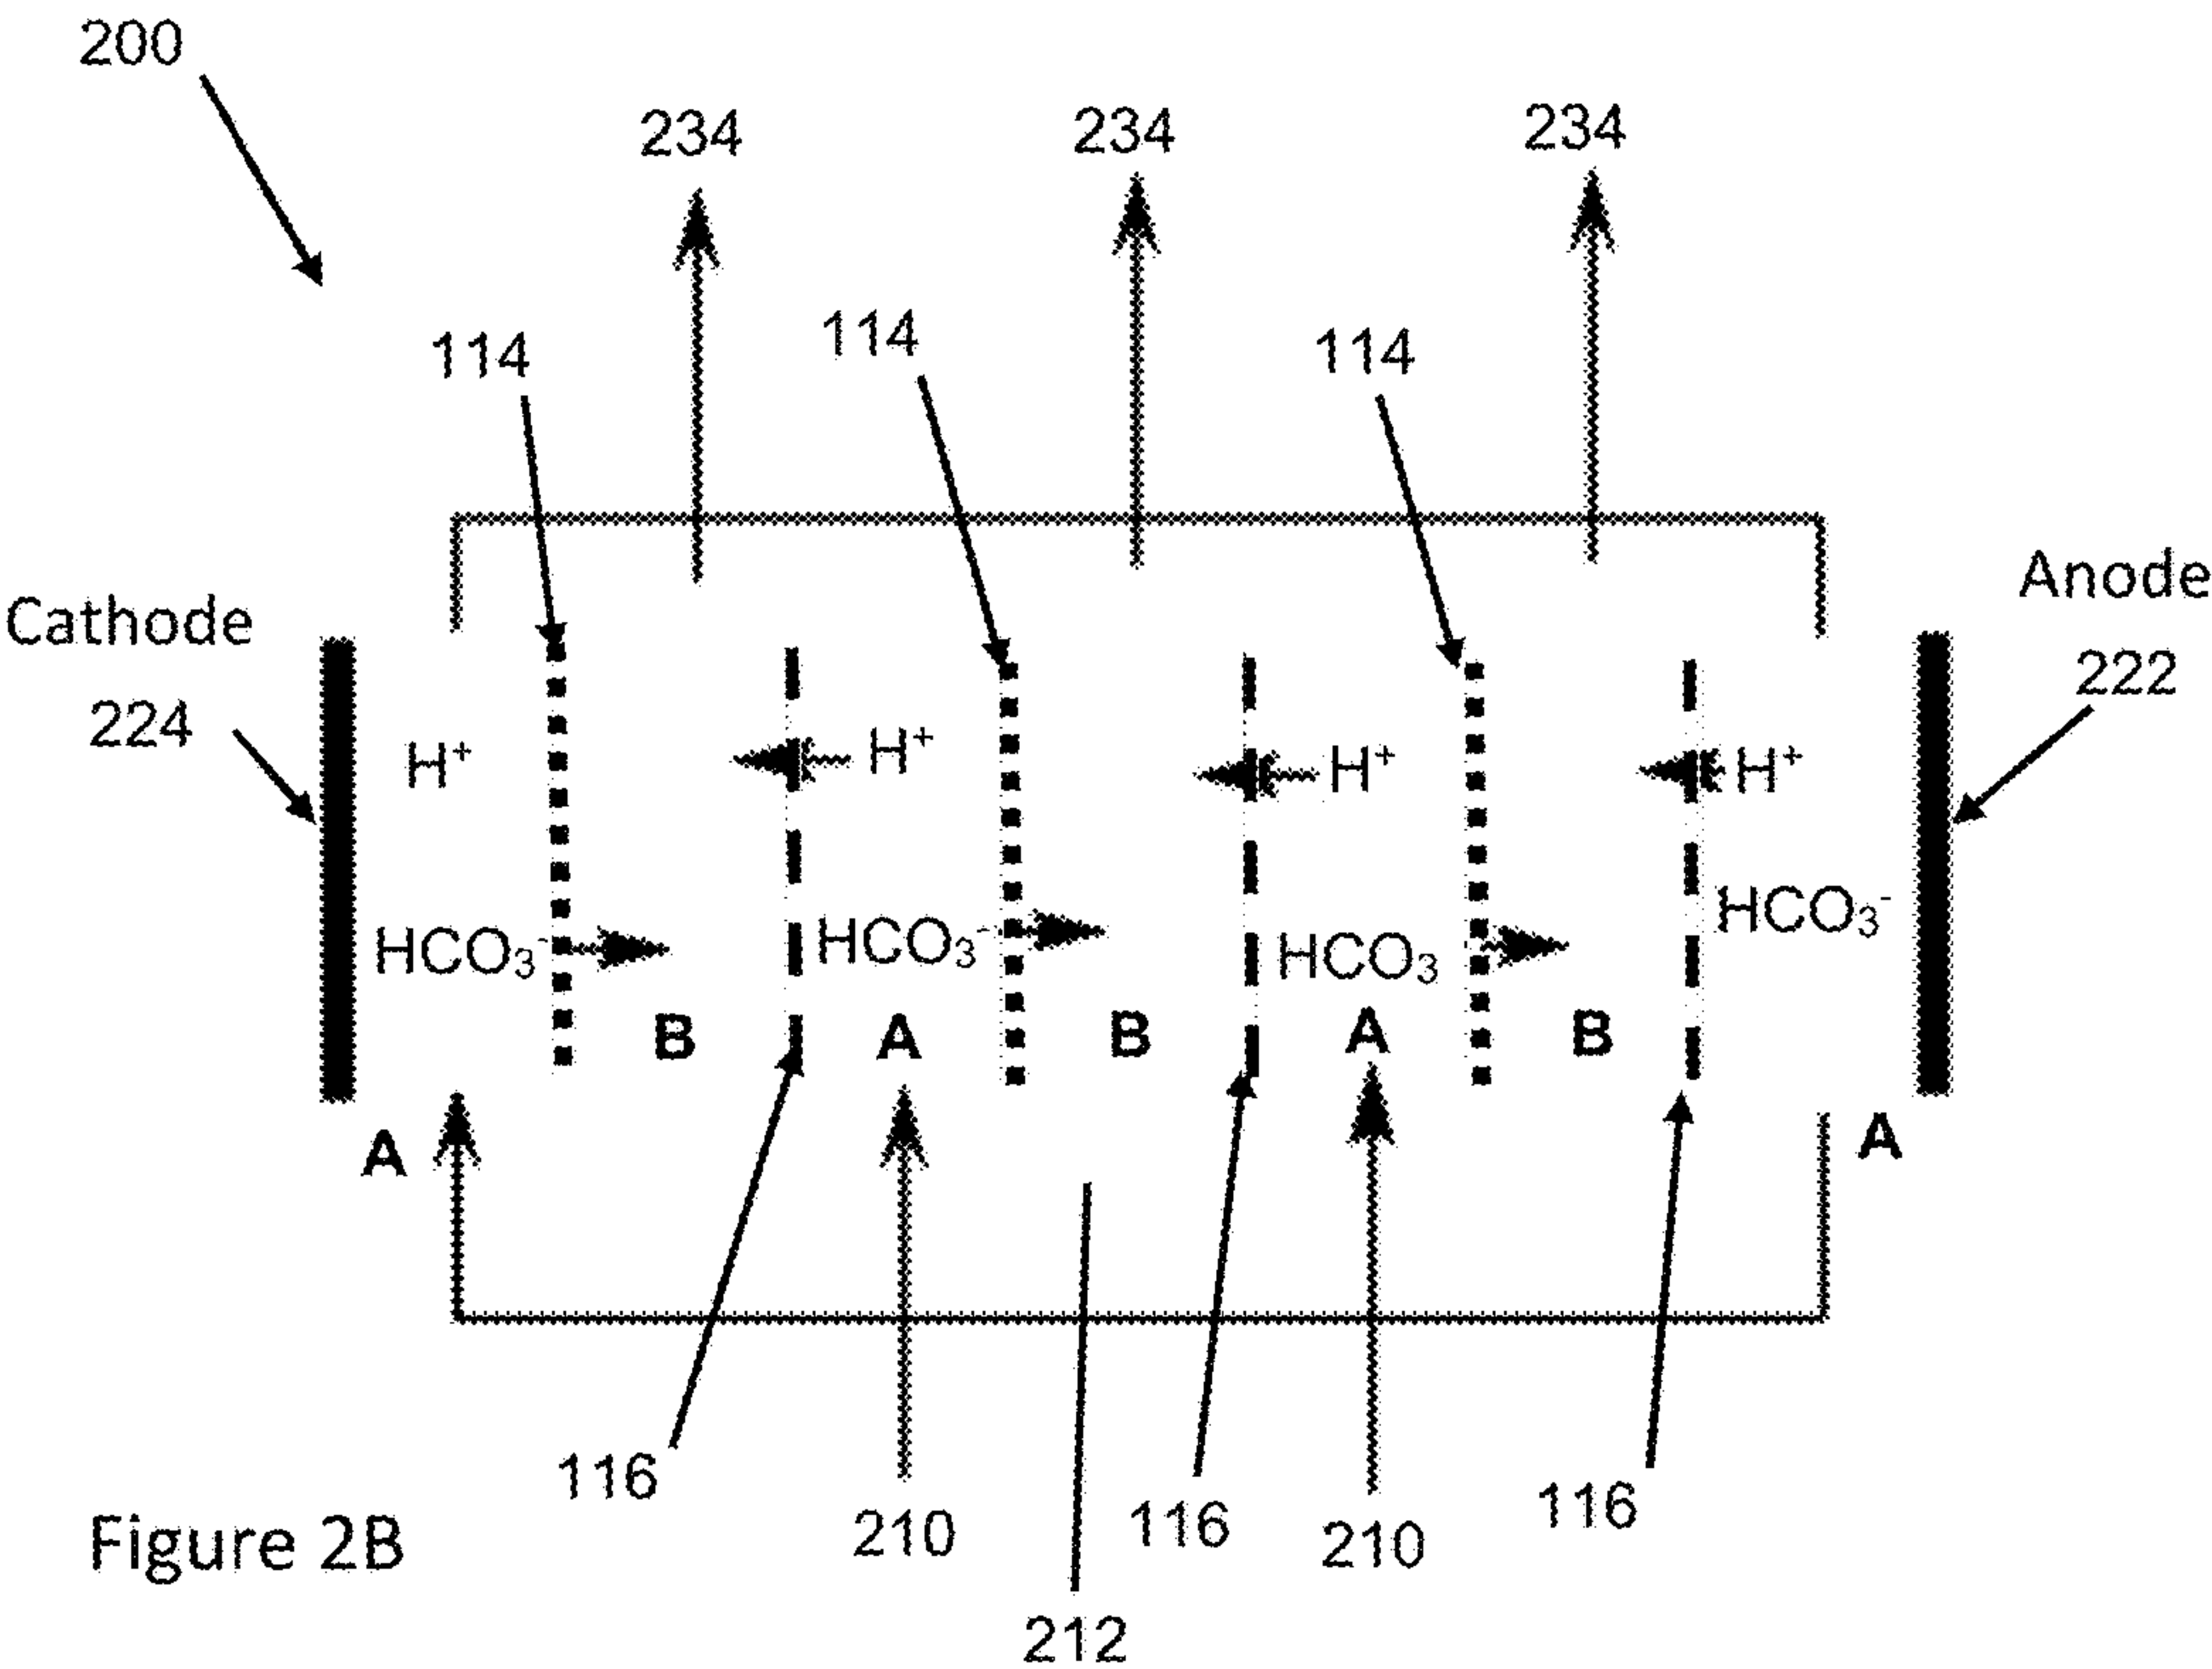 200
234 234 234
114 114 114
Cathode
224
Anode
222
H⁺ H⁺ H⁺ H⁺
HCO₃⁻ HCO₃⁻ HCO₃ HCO₃⁻
B A B A B
A A
116 210 116 210 116
212
Figure 2B